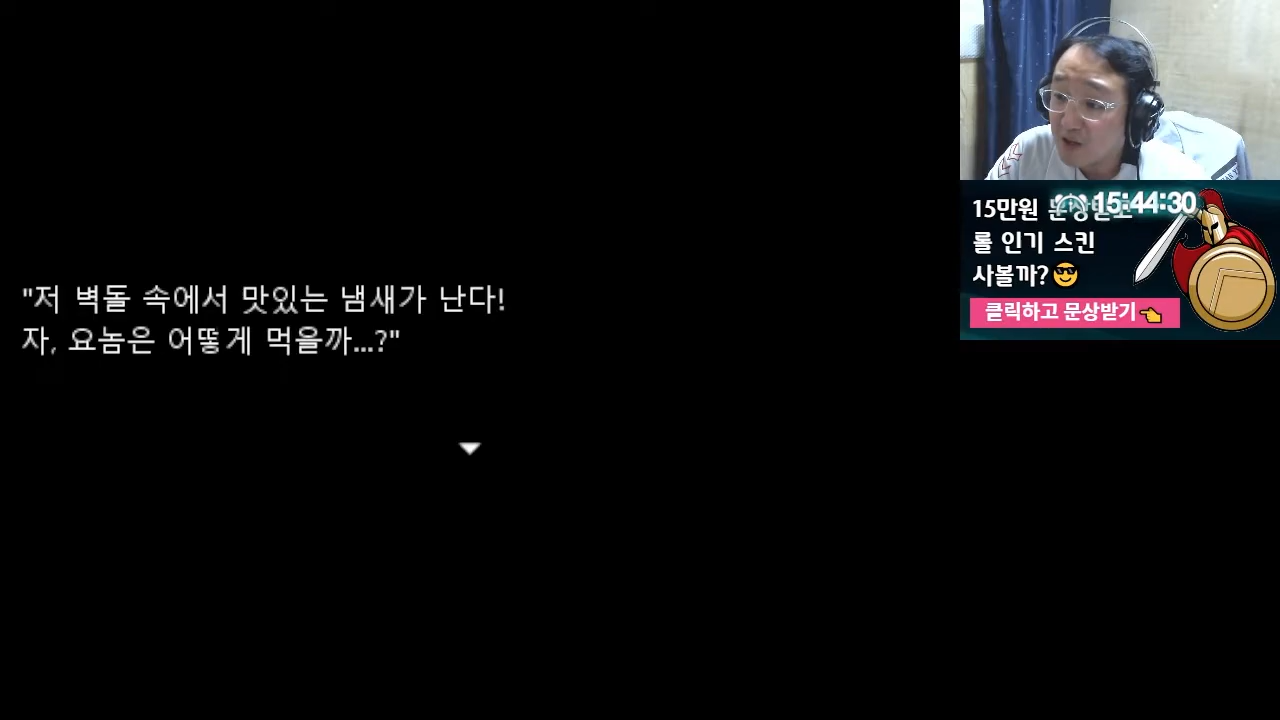 "저 벽돌 속에서 맛있는 냄새가 난다!
자, 요놈은 어떻게 먹을까...?"
15만원
15:44:30
롤 인기 스킨
사볼까?😎
클릭하고 문상받기👈